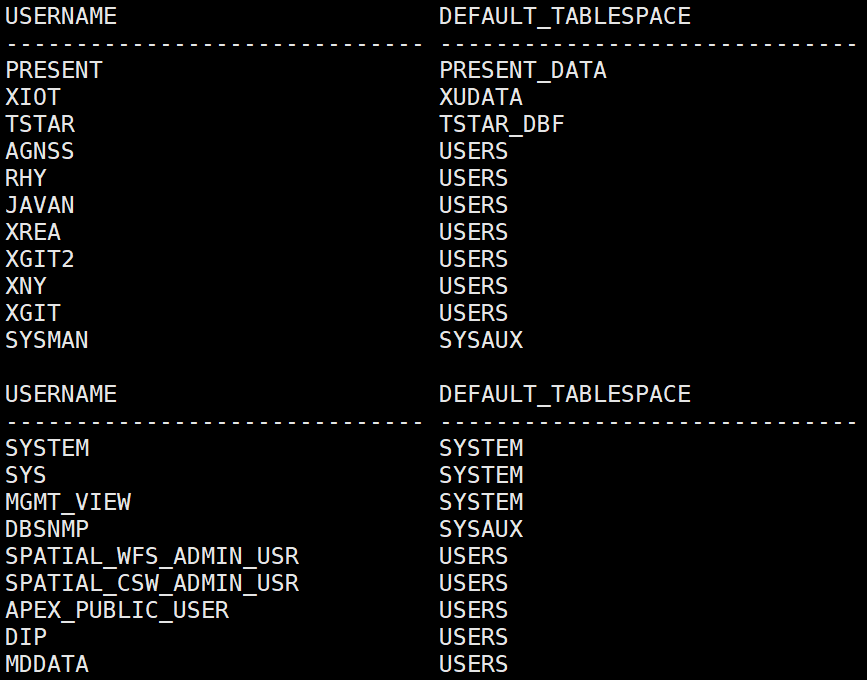 USERNAME                       DEFAULT_TABLESPACE
------------------------------ ------------------------------
PRESENT                        PRESENT_DATA
XIOT                           XUDATA
TSTAR                          TSTAR_DBF
AGNSS                          USERS
RHY                            USERS
JAVAN                          USERS
XREA                           USERS
XGIT2                          USERS
XNY                            USERS
XGIT                           USERS
SYSMAN                         SYSAUX

USERNAME                       DEFAULT_TABLESPACE
------------------------------ ------------------------------
SYSTEM                         SYSTEM
SYS                            SYSTEM
MGMT_VIEW                      SYSTEM
DBSNMP                         SYSAUX
SPATIAL_WFS_ADMIN_USR          USERS
SPATIAL_CSW_ADMIN_USR          USERS
APEX_PUBLIC_USER               USERS
DIP                            USERS
MDDATA                         USERS